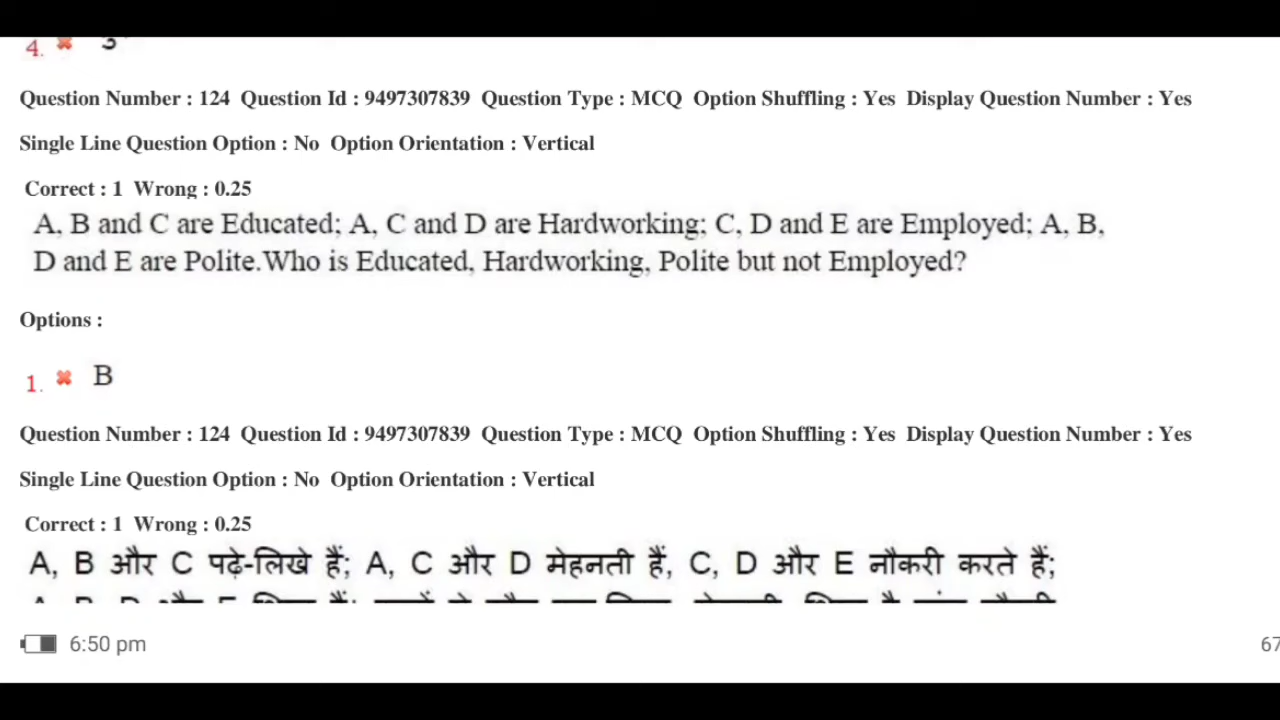 4.
Question Number : 124 Question Id : 9497307839 Question Type : MCQ Option Shuffling : Yes Display Question Number : Yes
Single Line Question Option : No Option Orientation : Vertical
Correct : 1 Wrong : 0.25
A, B and C are Educated; A, C and D are Hardworking; C, D and E are Employed; A, B,
D and E are Polite.Who is Educated, Hardworking, Polite but not Employed?
Options :
1. B
Question Number : 124 Question Id : 9497307839 Question Type : MCQ Option Shuffling : Yes Display Question Number : Yes
Single Line Question Option : No Option Orientation : Vertical
Correct : 1 Wrong : 0.25
A, B और C पढ़े-लिखे हैं; A, C और D मेहनती हैं, C, D और E नौकरी करते हैं;
6:50 pm
67